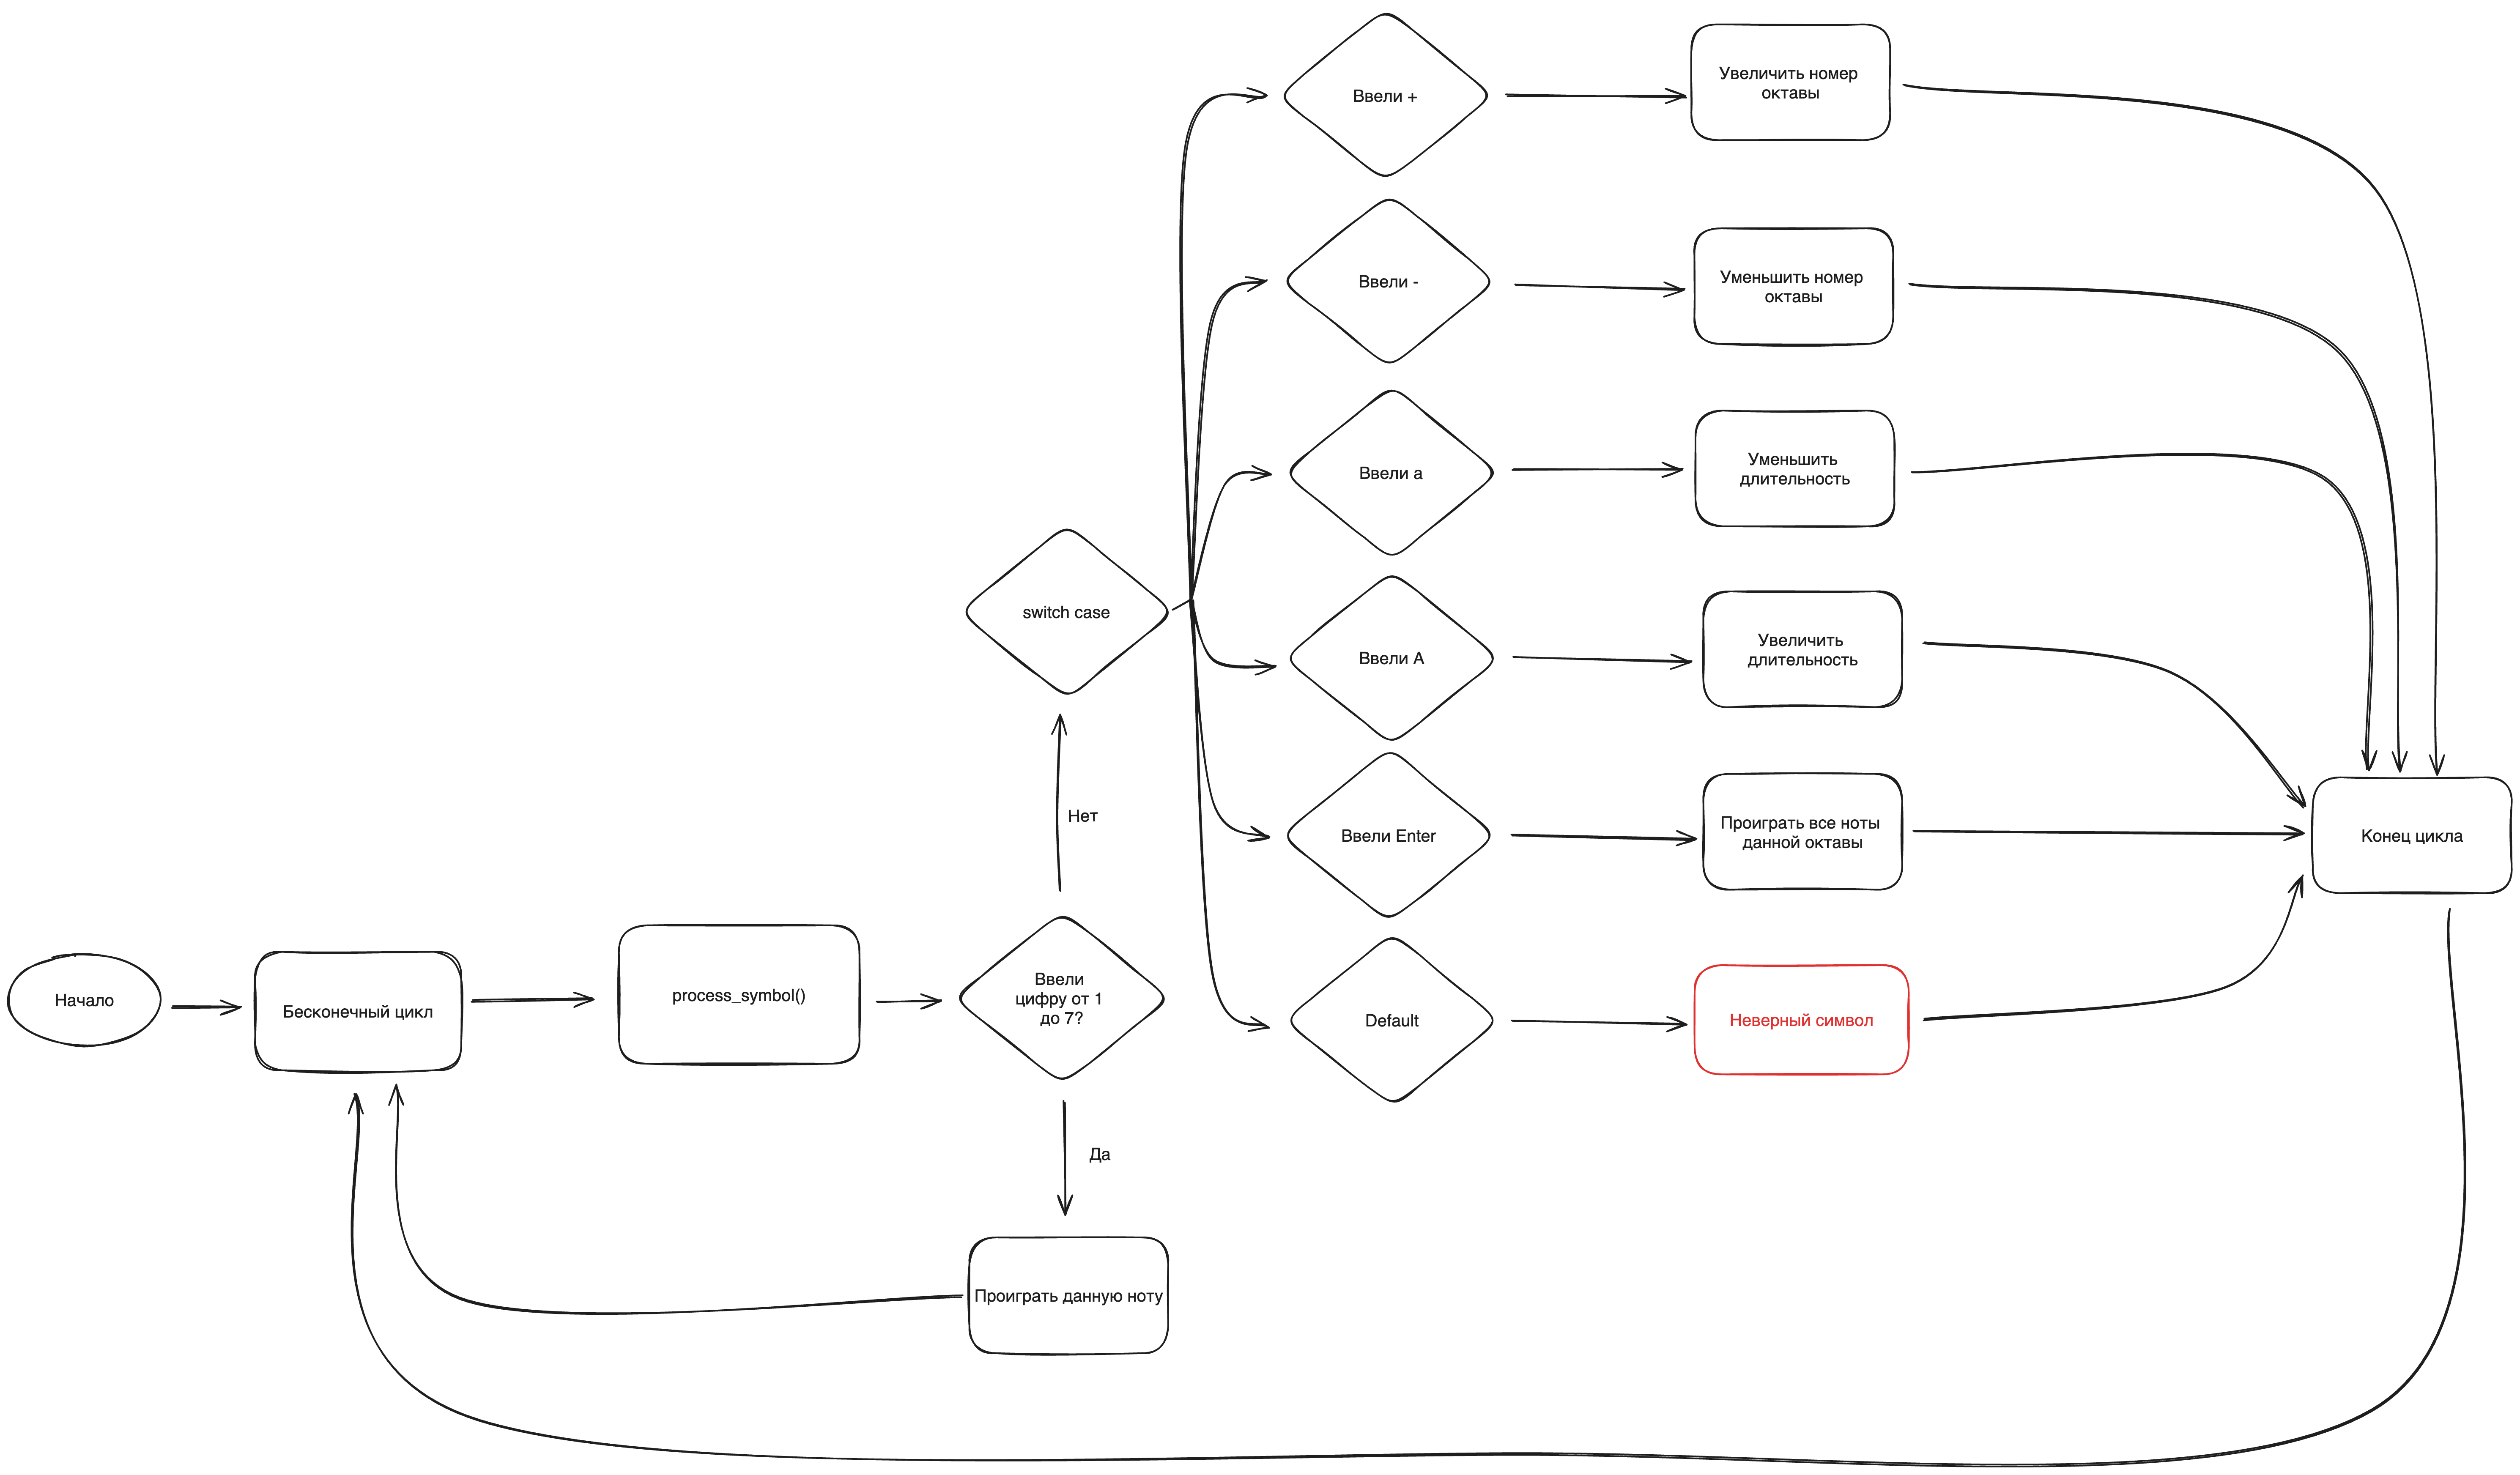 Ввели +
Увеличить номер
октавы
Ввели -
Уменьшить номер
октавы
Ввели a
Уменьшить
длительность
switch case
Ввели A
Увеличить
длительность
Нет
Ввели Enter
Проиграть все ноты
данной октавы
Конец цикла
Начало
Бесконечный цикл
process_symbol()
Ввели
цифру от 1
до 7?
Default
Неверный символ
Да
Проиграть данную ноту